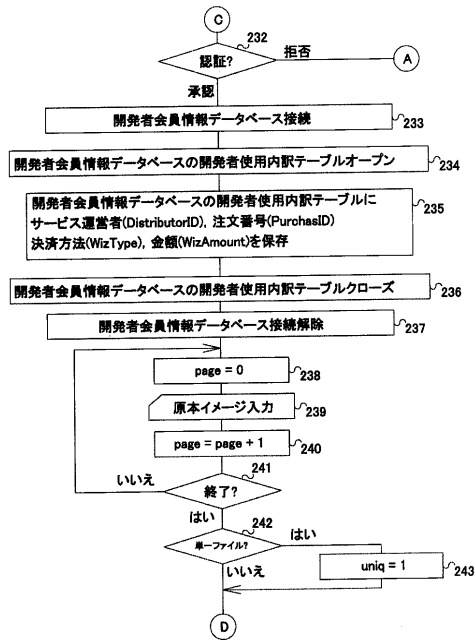 C
232
認証?
拒否
A
承認
開発者会員情報データベース接続
233
開発者会員情報データベースの開発者使用内訳テーブルオープン
234
開発者会員情報データベースの開発者使用内訳テーブルに
サービス運営者(DistributorID), 注文番号(PurchasID)
決済方法(WizType), 金額(WizAmount)を保存
235
開発者会員情報データベースの開発者使用内訳テーブルクローズ
236
開発者会員情報データベース接続解除
237
page = 0
238
原本イメージ入力
239
page = page + 1
240
241
いいえ
終了?
はい
242
単一ファイル?
はい
いいえ
uniq = 1
243
D